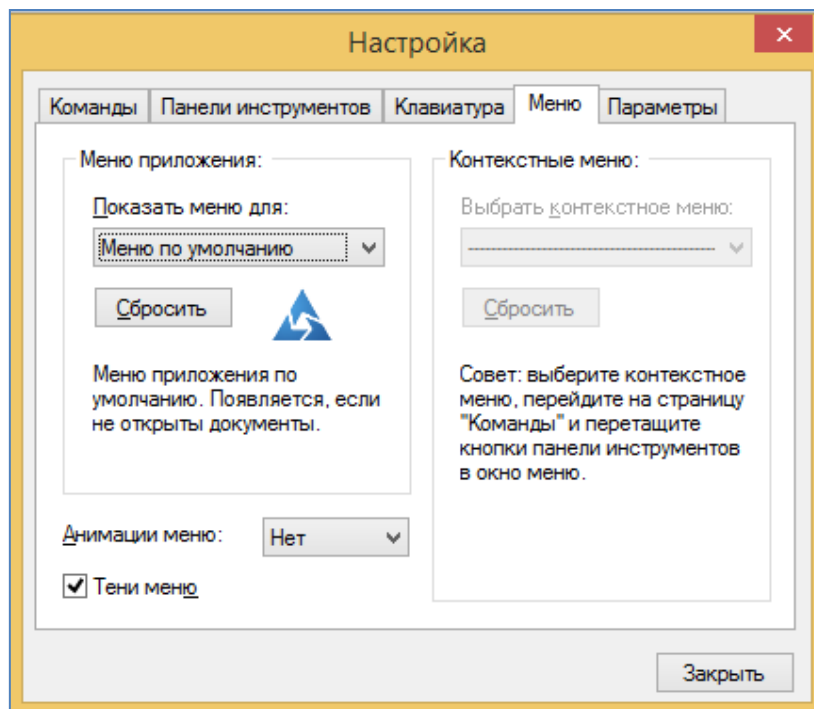 Настройка
Команды Панели инструментов Клавиатура Меню Параметры
Меню приложения:
Показать меню для:
Меню по умолчанию
Сбросить
Меню приложения по
умолчанию. Появляется, если
не открыты документы.
Контекстные меню:
Выбрать контекстное меню:
Сбросить
Совет: выберите контекстное
меню, перейдите на страницу
"Команды" и перетащите
кнопки панели инструментов
в окно меню.
Анимации меню: Нет
Тени меню
Закрыть